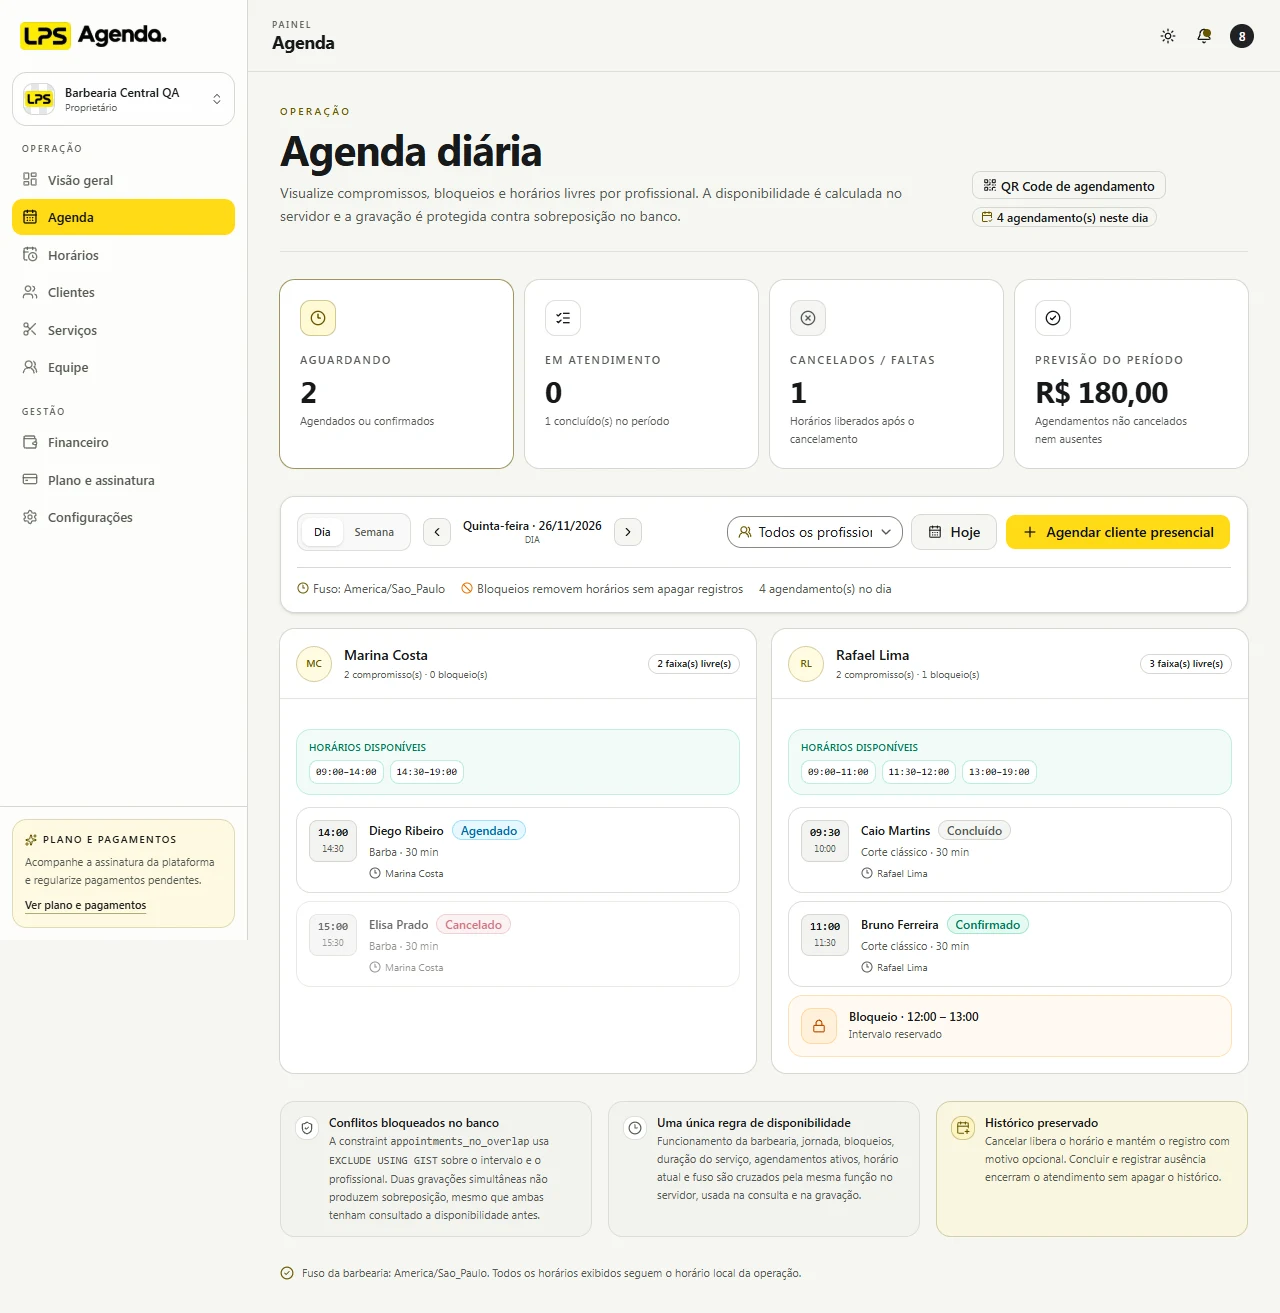 LPS Agenda.
LPS
Barbearia Central QA
Proprietário
OPERAÇÃO
Visão geral
Agenda
Horários
Clientes
Serviços
Equipe
GESTÃO
Financeiro
Plano e assinatura
Configurações
PLANO E PAGAMENTOS
Acompanhe a assinatura da plataforma
e regularize pagamentos pendentes.
Ver plano e pagamentos
PAINEL
Agenda
8
OPERAÇÃO
Agenda diária
Visualize compromissos, bloqueios e horários livres por profissional. A disponibilidade é calculada no
servidor e a gravação é protegida contra sobreposição no banco.
QR Code de agendamento
4 agendamento(s) neste dia
AGUARDANDO
2
Agendados ou confirmados
EM ATENDIMENTO
0
1 concluído(s) no período
CANCELADOS / FALTAS
1
Horários liberados após o
cancelamento
PREVISÃO DO PERÍODO
R$ 180,00
Agendamentos não cancelados
nem ausentes
Dia
Semana
Quinta-feira · 26/11/2026
DIA
Todos os profissior
Hoje
Agendar cliente presencial
Fuso: America/Sao_Paulo
Bloqueios removem horários sem apagar registros
4 agendamento(s) no dia
MC
Marina Costa
2 compromisso(s) · 0 bloqueio(s)
2 faixa(s) livre(s)
HORÁRIOS DISPONÍVEIS
09:00–14:00
14:30–19:00
14:00
14:30
Diego Ribeiro
Agendado
Barba · 30 min
Marina Costa
15:00
15:30
Elisa Prado
Cancelado
Barba · 30 min
Marina Costa
RL
Rafael Lima
2 compromisso(s) · 1 bloqueio(s)
3 faixa(s) livre(s)
HORÁRIOS DISPONÍVEIS
09:00–11:00
11:30–12:00
13:00–19:00
09:30
10:00
Caio Martins
Concluído
Corte clássico · 30 min
Rafael Lima
11:00
11:30
Bruno Ferreira
Confirmado
Corte clássico · 30 min
Rafael Lima
Bloqueio · 12:00 – 13:00
Intervalo reservado
Conflitos bloqueados no banco
A constraint appointments_no_overlap usa
EXCLUDE USING GIST sobre o intervalo e o
profissional. Duas gravações simultâneas não
produzem sobreposição, mesmo que ambas
tenham consultado a disponibilidade antes.
Uma única regra de disponibilidade
Funcionamento da barbearia, jornada, bloqueios,
duração do serviço, agendamentos ativos, horário
atual e fuso são cruzados pela mesma função no
servidor, usada na consulta e na gravação.
Histórico preservado
Cancelar libera o horário e mantém o registro com
motivo opcional. Concluir e registrar ausência
encerram o atendimento sem apagar o histórico.
Fuso da barbearia: America/Sao_Paulo. Todos os horários exibidos seguem o horário local da operação.